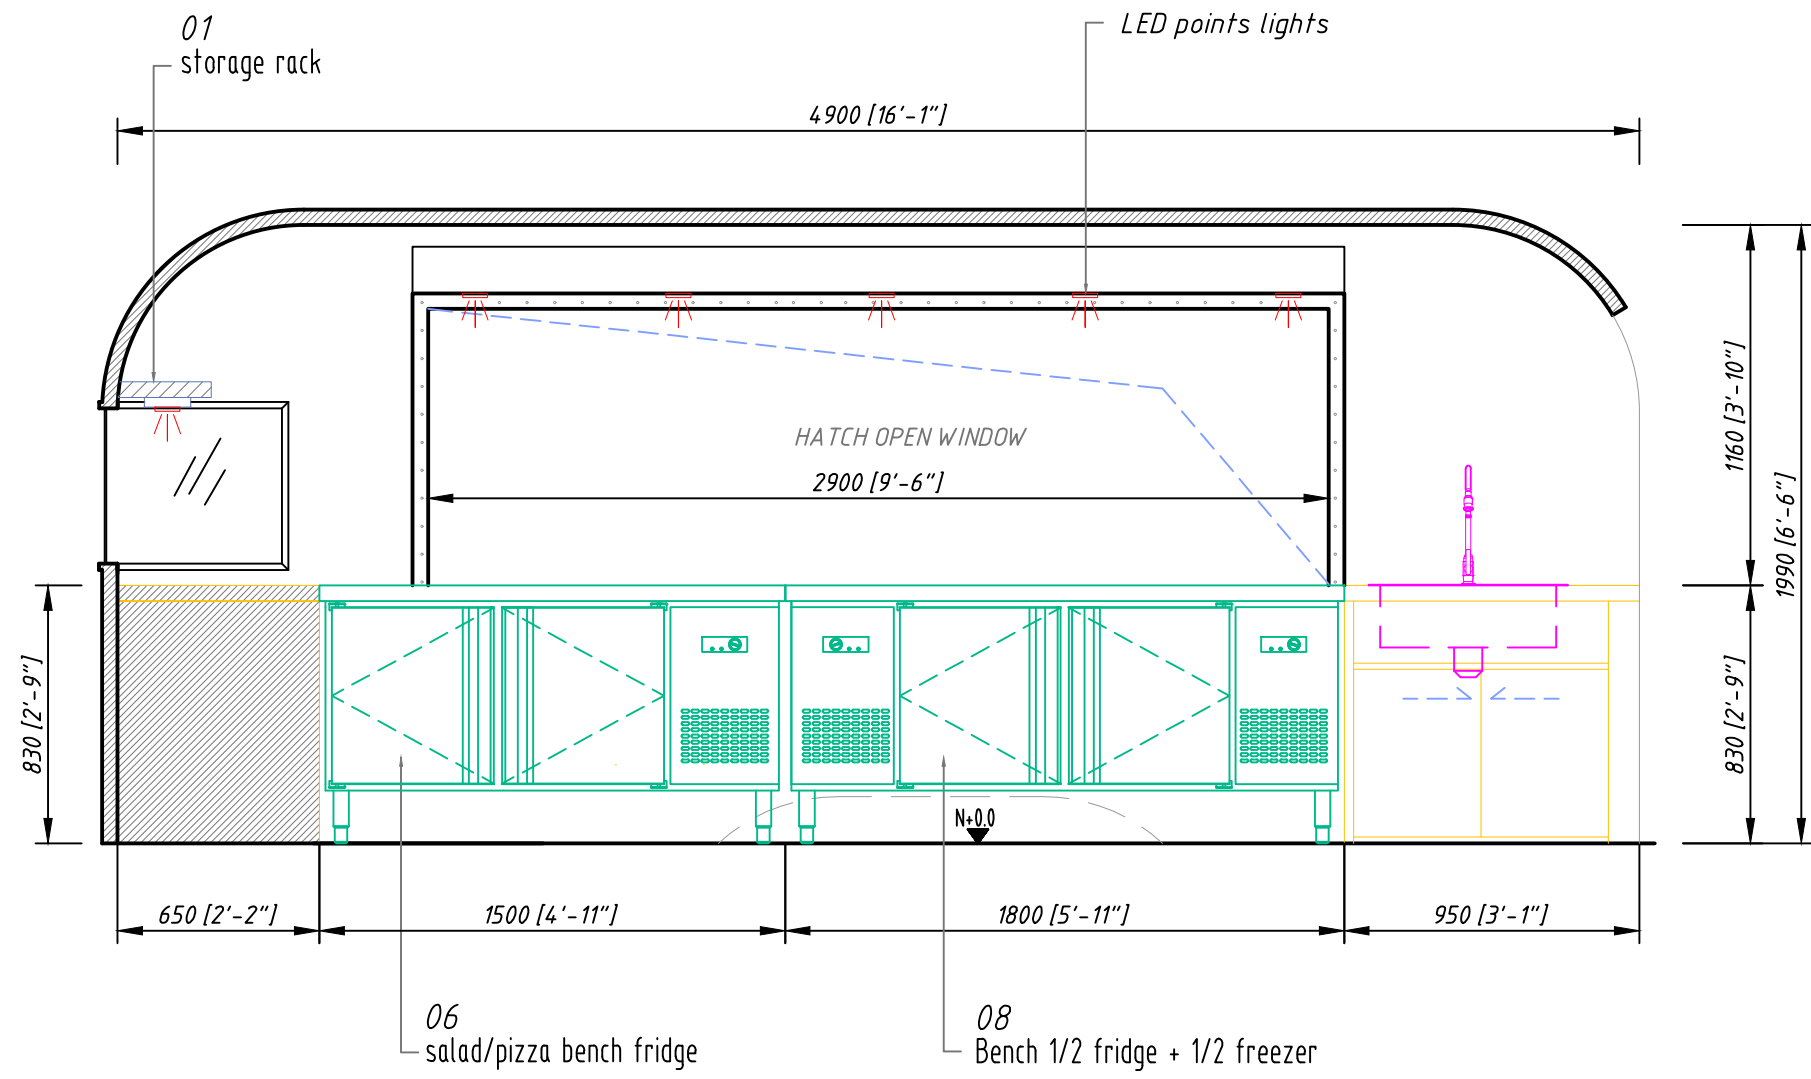 01
storage rack
LED points lights
4900 [16'-1"]
HATCH OPEN WINDOW
2900 [9'-6"]
1160 [3'-10"]
1990 [6'-6"]
830 [2'-9"]
830 [2'-9"]
N+0.0
650 [2'-2"]
1500 [4'-11"]
1800 [5'-11"]
950 [3'-1"]
06
salad/pizza bench fridge
08
Bench 1/2 fridge + 1/2 freezer